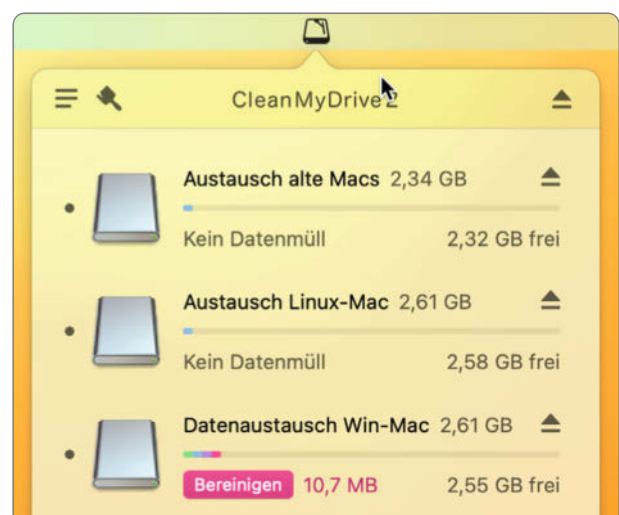 CleanMyDrive 2
Austausch alte Macs 2,34 GB
Kein Datenmüll 2,32 GB frei
Austausch Linux-Mac 2,61 GB
Kein Datenmüll 2,58 GB frei
Datenaustausch Win-Mac 2,61 GB
Bereinigen 10,7 MB 2,55 GB frei